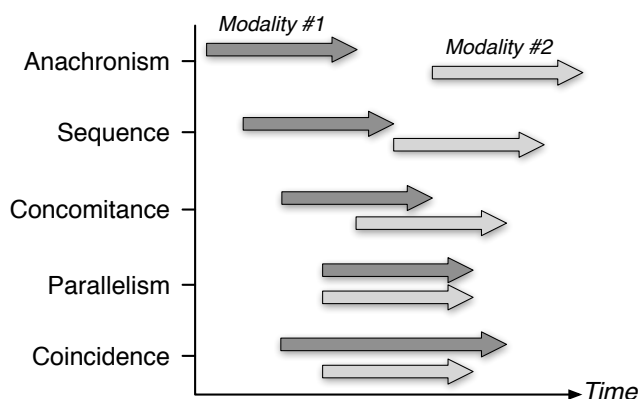 Modality #1
Anachronism
Modality #2
Sequence
Concomitance
Parallelism
Coincidence
Time